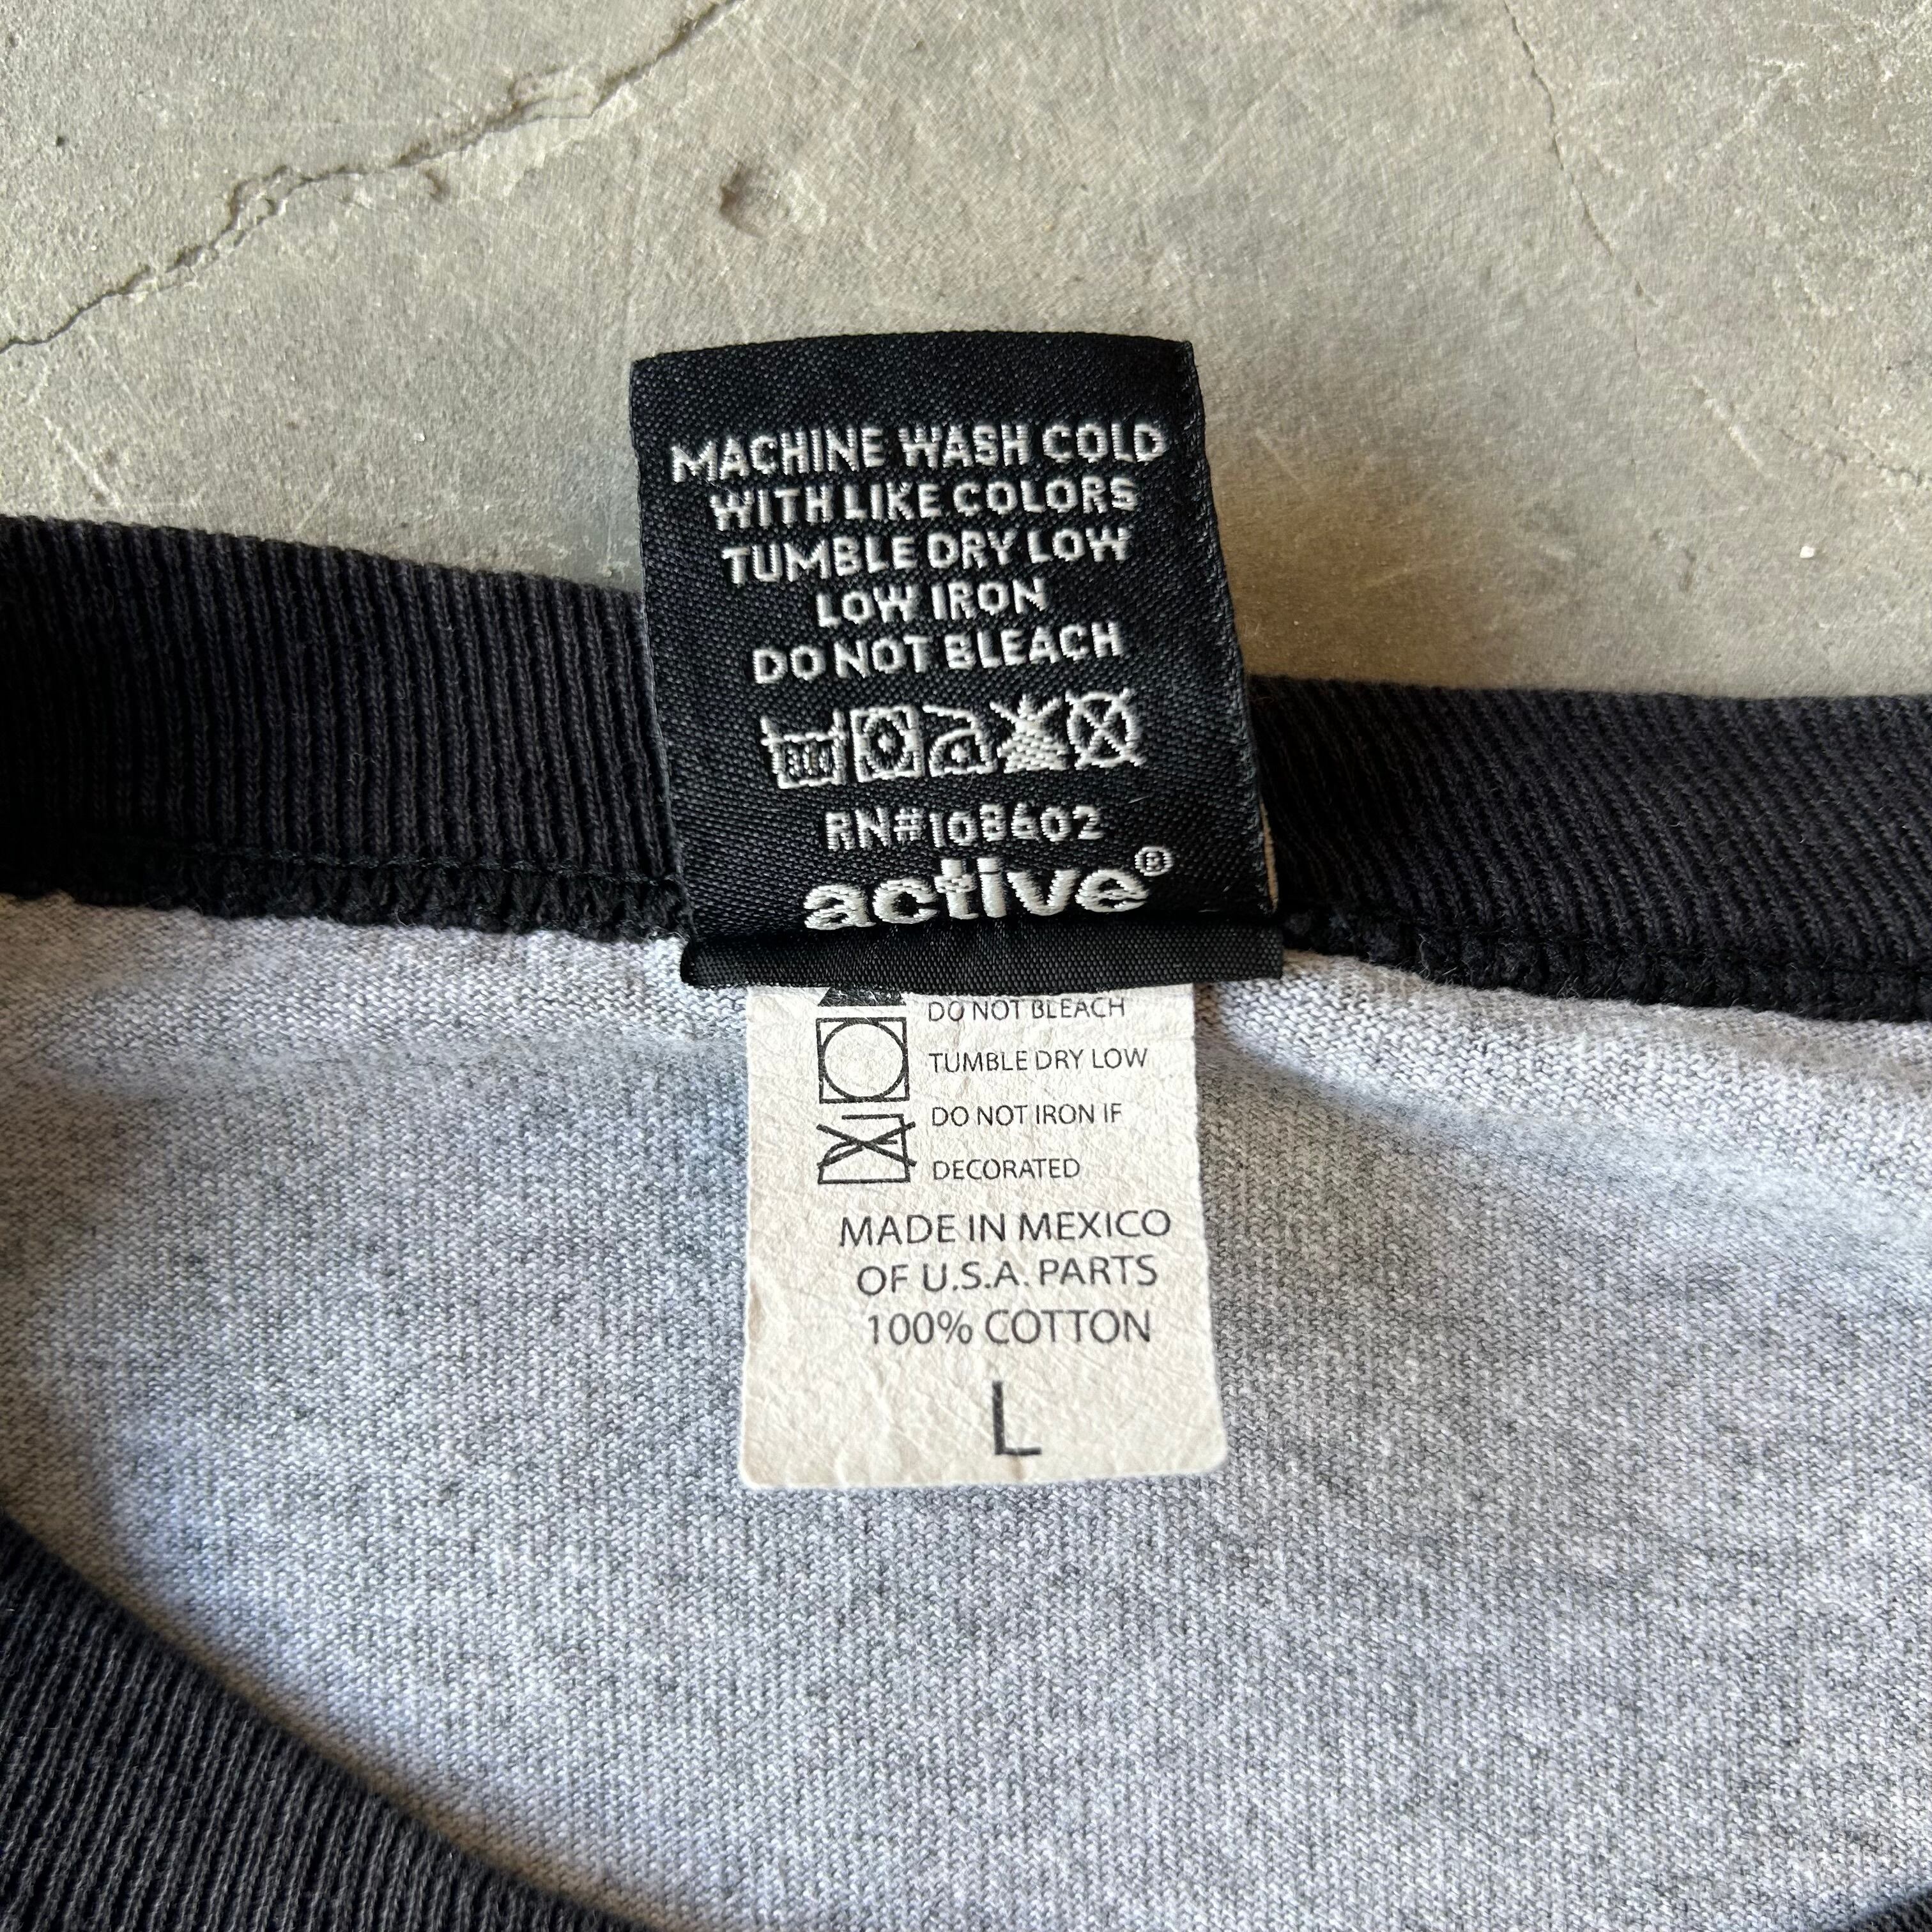 MACHINE WASH COLD
WITH LIKE COLORS
TUMBLE DRY LOW
LOW IRON
DO NOT BLEACH
RN#108602
active®
DO NOT BLEACH
TUMBLE DRY LOW
DO NOT IRON IF
DECORATED
MADE IN MEXICO
OF U.S.A. PARTS
100% COTTON
L